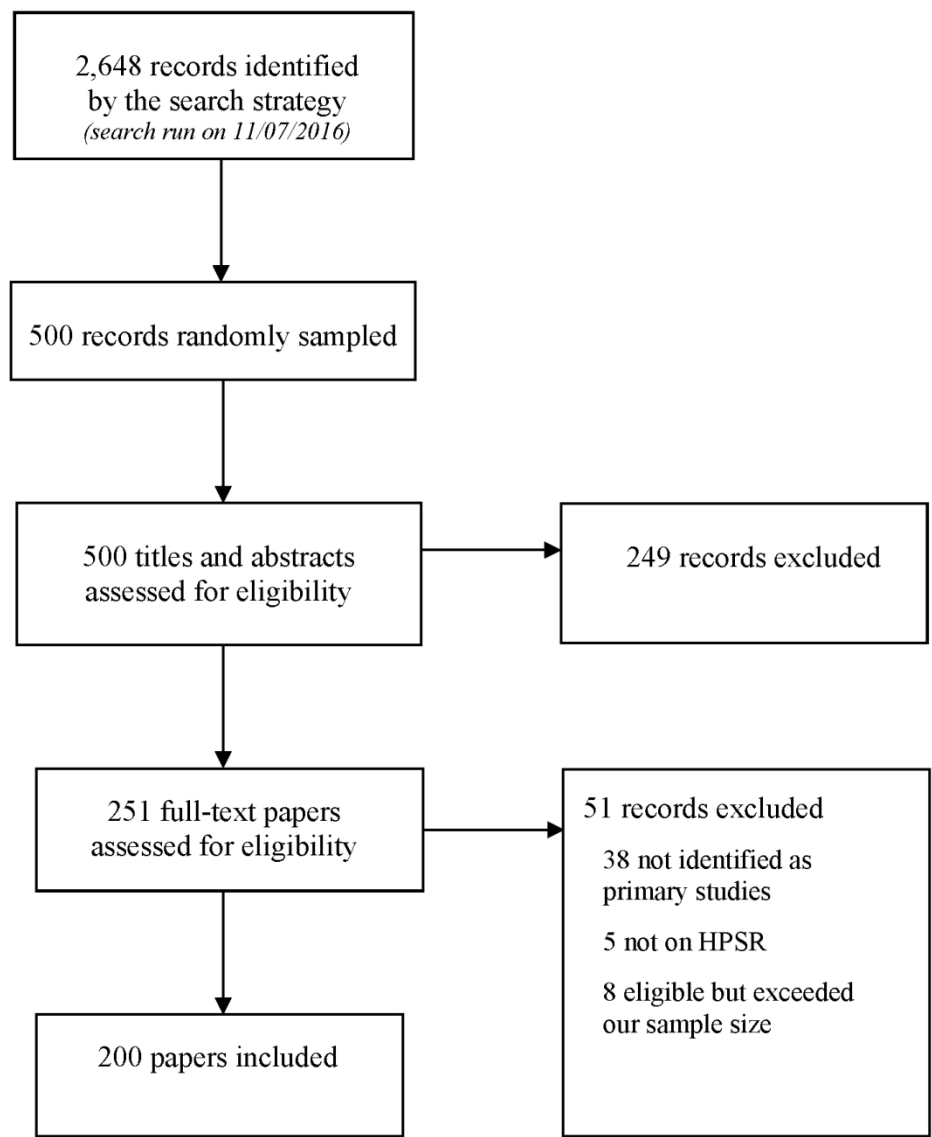 2,648 records identified
by the search strategy
(search run on 11/07/2016)
500 records randomly sampled
500 titles and abstracts
assessed for eligibility
249 records excluded
251 full-text papers
assessed for eligibility
51 records excluded
38 not identified as
primary studies
5 not on HPSR
8 eligible but exceeded
our sample size
200 papers included